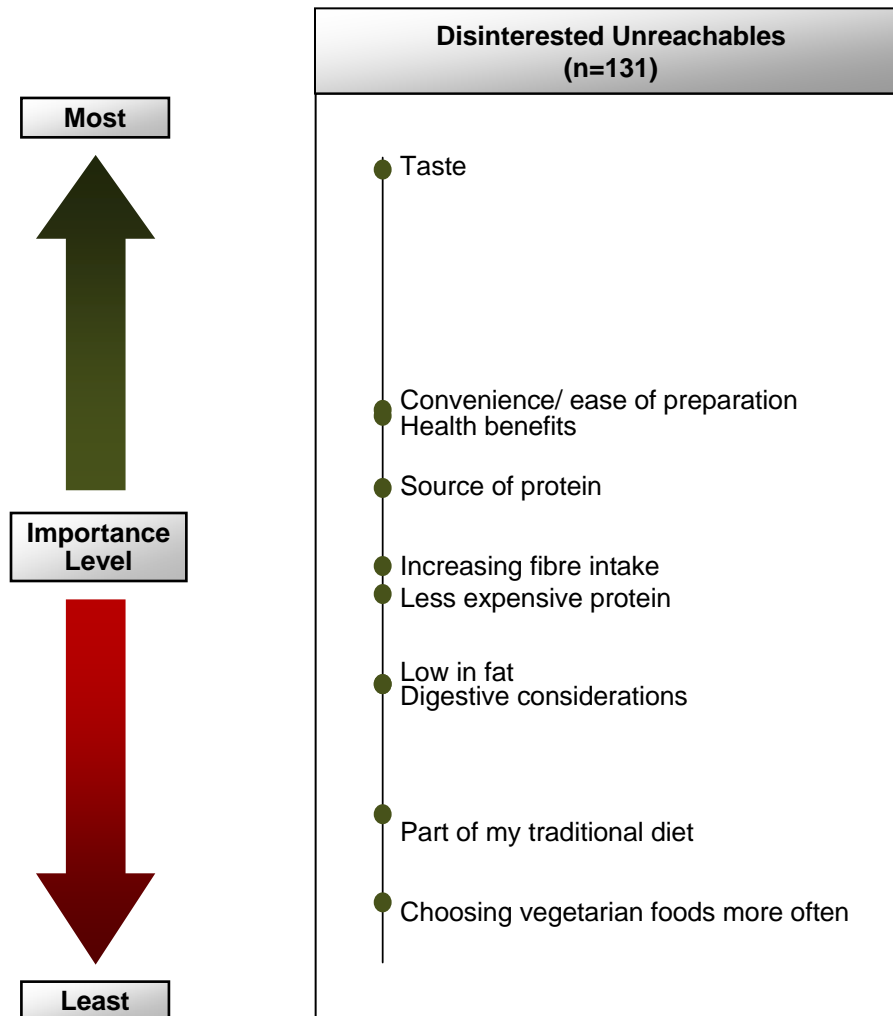 Disinterested Unreachables
(n=131)
Most
Taste
Convenience/ ease of preparation
Health benefits
Source of protein
Importance
Level
Increasing fibre intake
Less expensive protein
Low in fat
Digestive considerations
Part of my traditional diet
Choosing vegetarian foods more often
Least